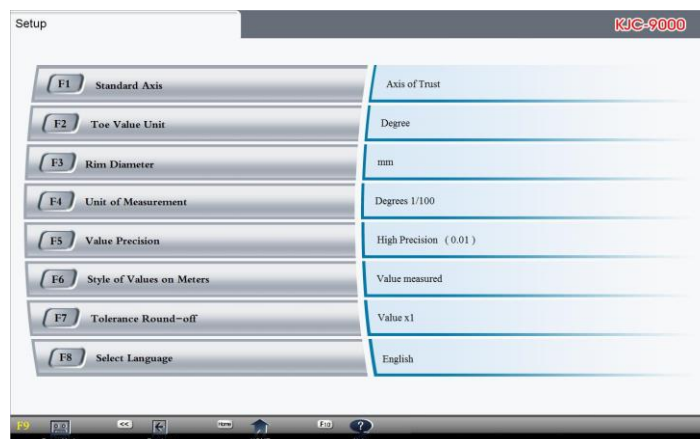 Setup
KJC-9000
F1 Standard Axis Axis of Trust
F2 Toe Value Unit Degree
F3 Rim Diameter mm
F4 Unit of Measurement Degrees 1/100
F5 Value Precision High Precision ( 0.01 )
F6 Style of Values on Meters Value measured
F7 Tolerance Round-off Value x1
F8 Select Language English
F9 << Home F10 ?